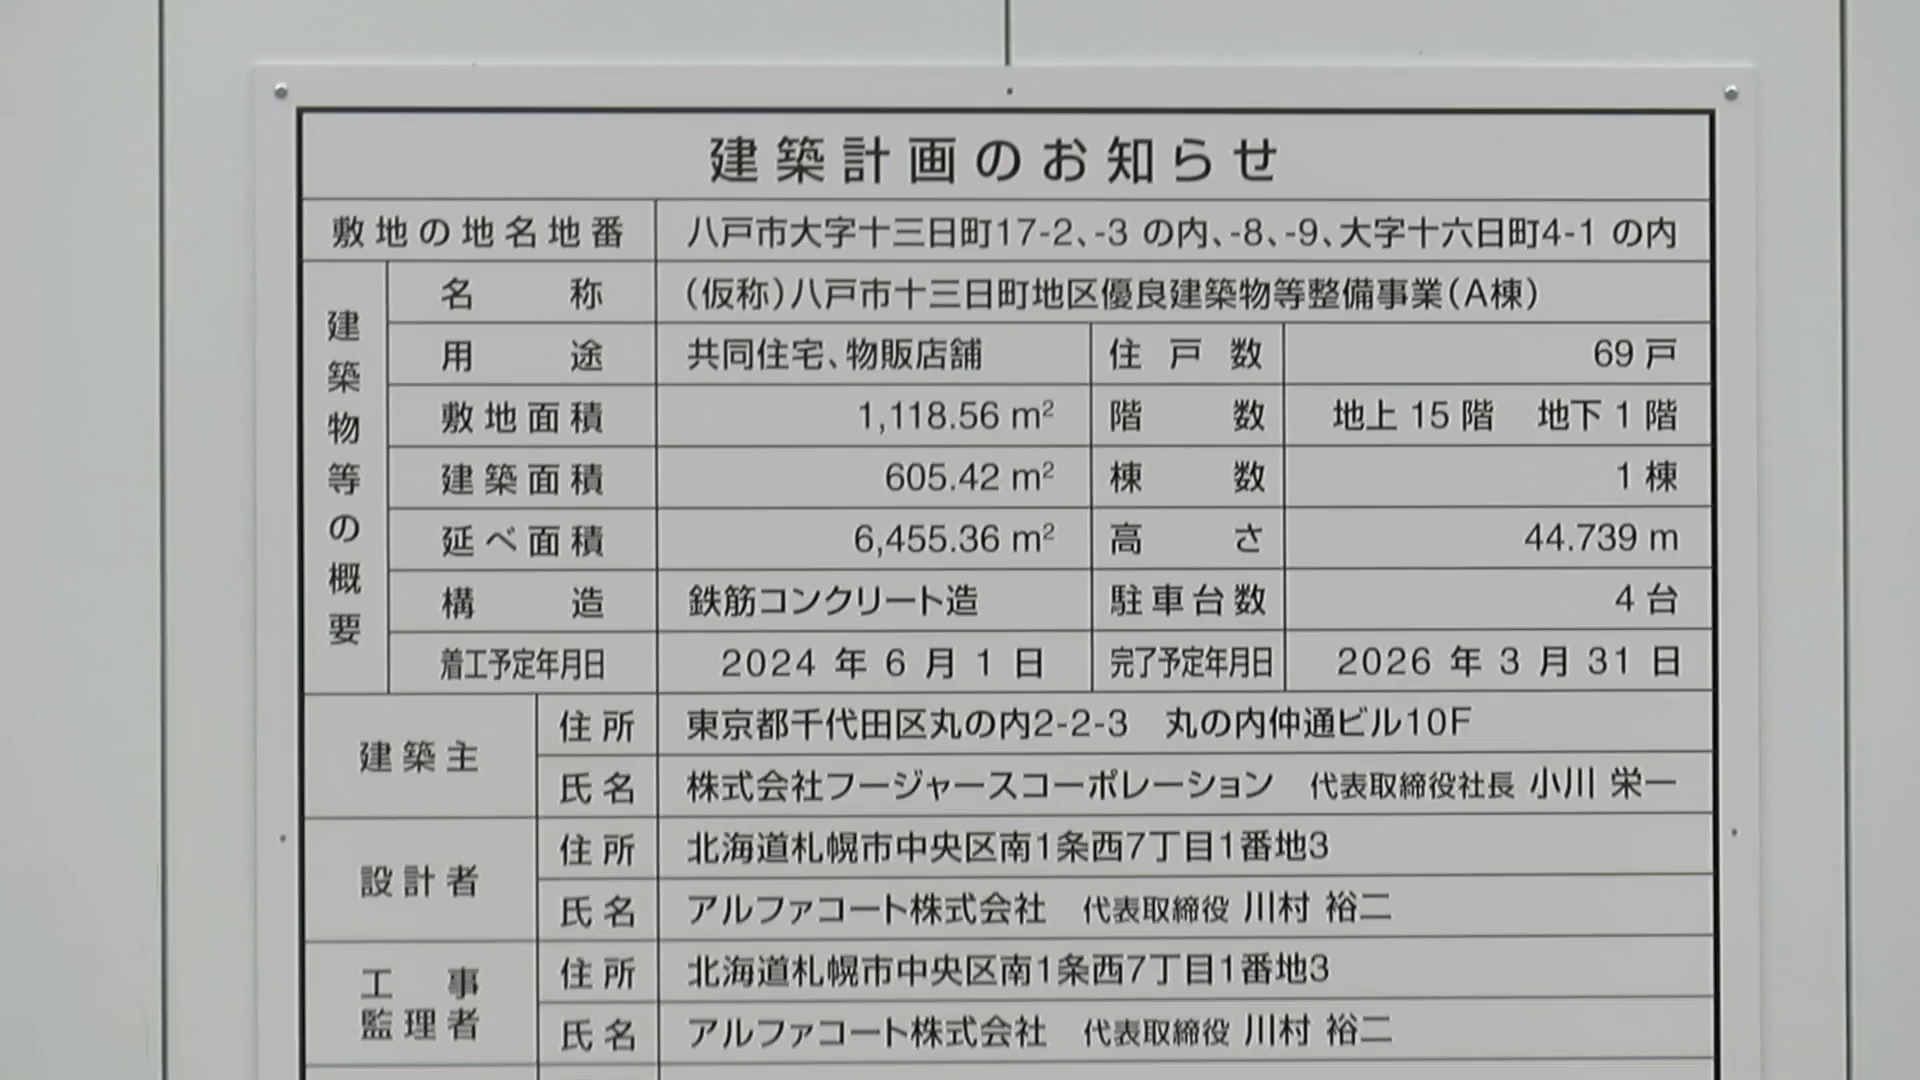 建築計画のお知らせ
敷地の地名地番 八戸市大字十三日町17-2、-3 の内、-8、-9、大字十六日町4-1 の内
建築物等の概要
名称 (仮称)八戸市十三日町地区優良建築物等整備事業(A棟)
用途 共同住宅、物販店舗 住戸数 69 戸
敷地面積 1,118.56 m² 階数 地上 15 階 地下 1 階
建築面積 605.42 m² 棟数 1 棟
延べ面積 6,455.36 m² 高さ 44.739 m
構造 鉄筋コンクリート造 駐車台数 4 台
着工予定年月日 2024 年 6 月 1 日 完了予定年月日 2026 年 3 月 31 日
建築主 住所 東京都千代田区丸の内2-2-3 丸の内仲通ビル10F
氏名 株式会社フージャースコーポレーション 代表取締役社長 小川 栄一
設計者 住所 北海道札幌市中央区南1条西7丁目1番地3
氏名 アルファコート株式会社 代表取締役 川村 裕二
工事監理者 住所 北海道札幌市中央区南1条西7丁目1番地3
氏名 アルファコート株式会社 代表取締役 川村 裕二